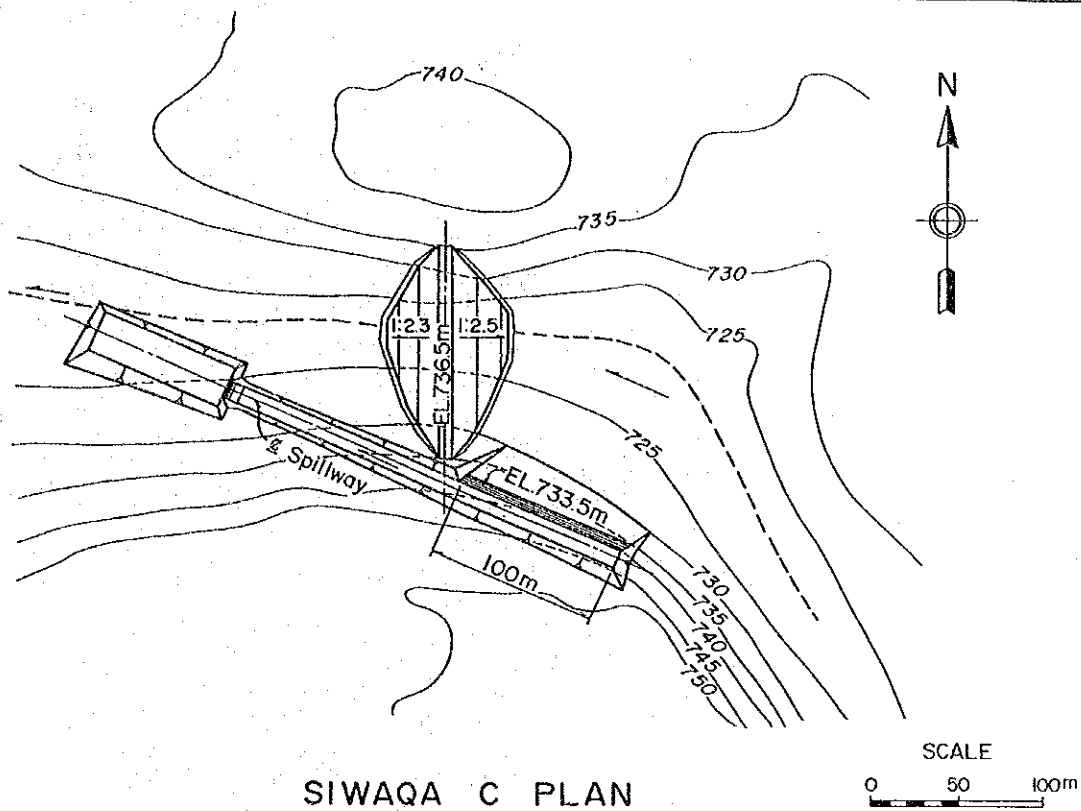 740
N
735
730
725
1:2.3
1:2.5
EL.736.5m
725
℄ Spillway
EL.733.5m
100m
730
735
740
745
750
SCALE
0 50 100m
SIWAQA C PLAN